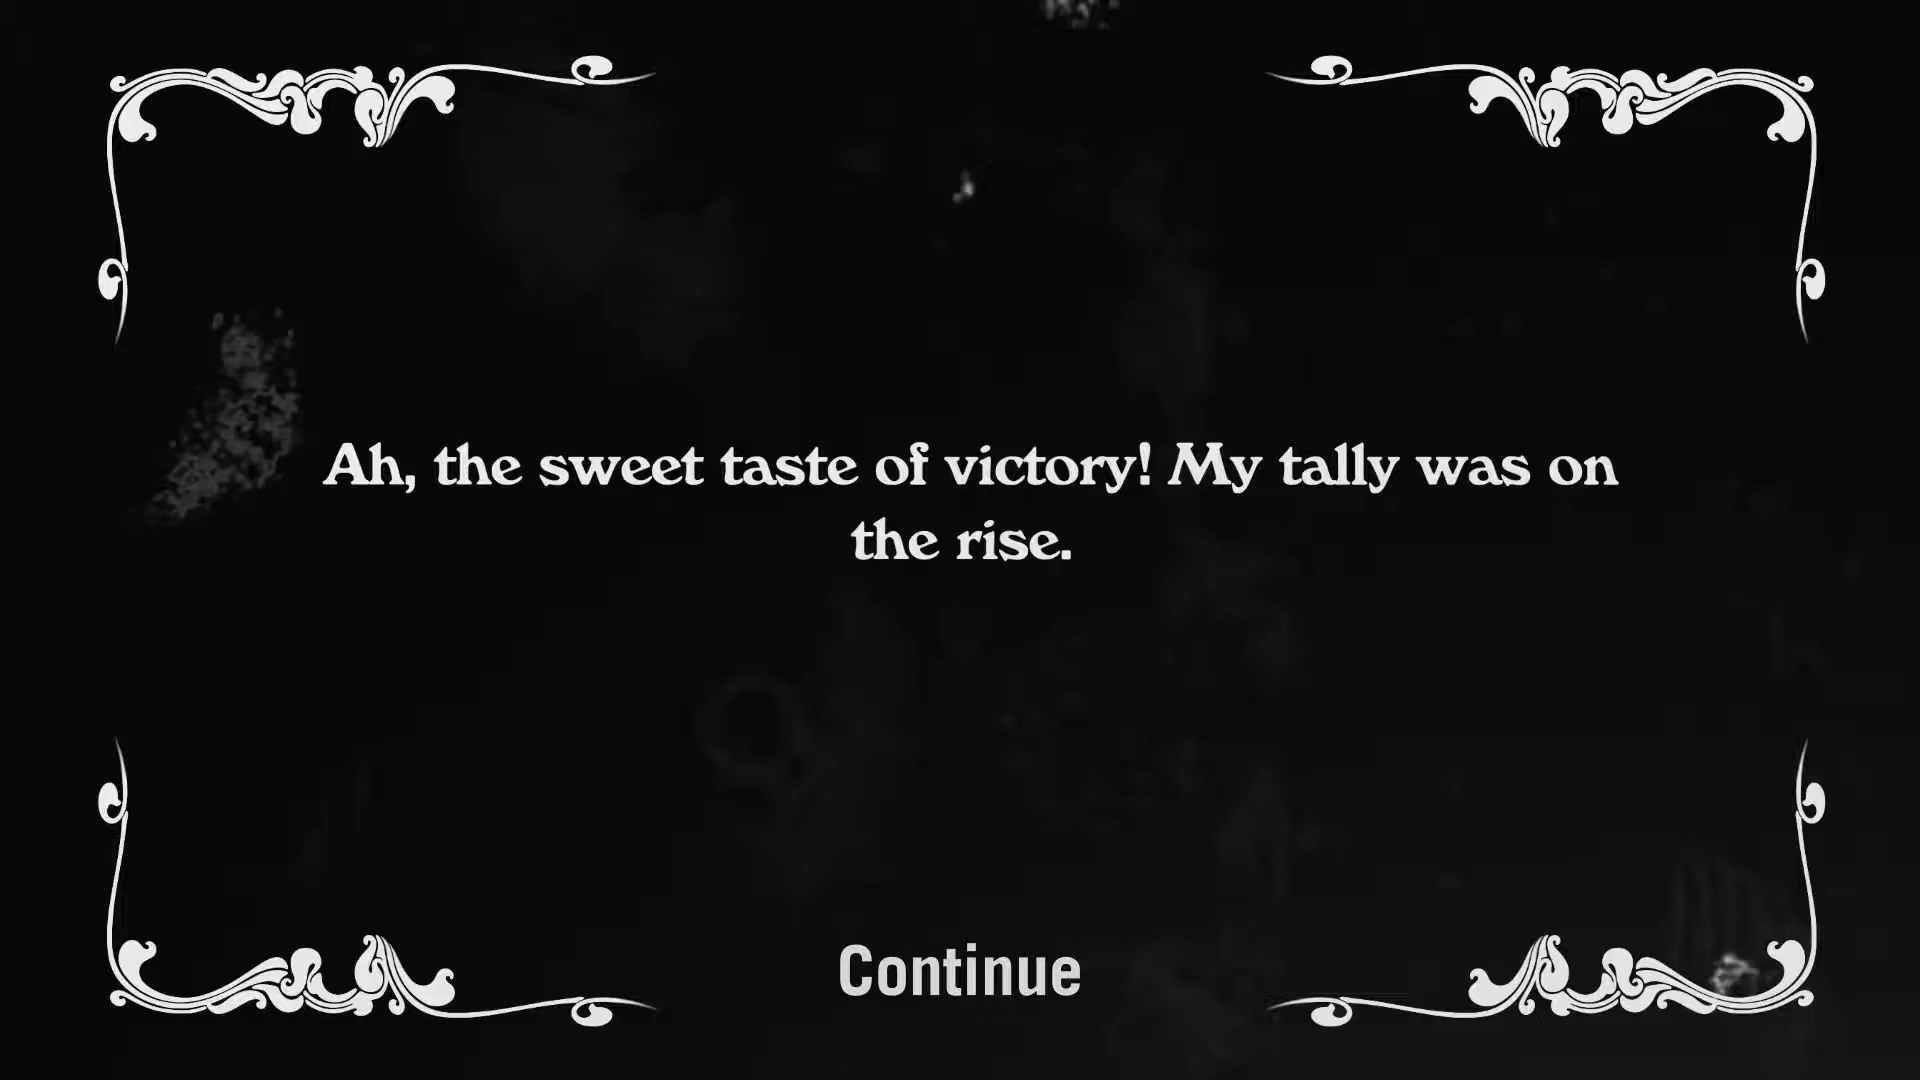 Ah, the sweet taste of victory! My tally was on
the rise.
Continue